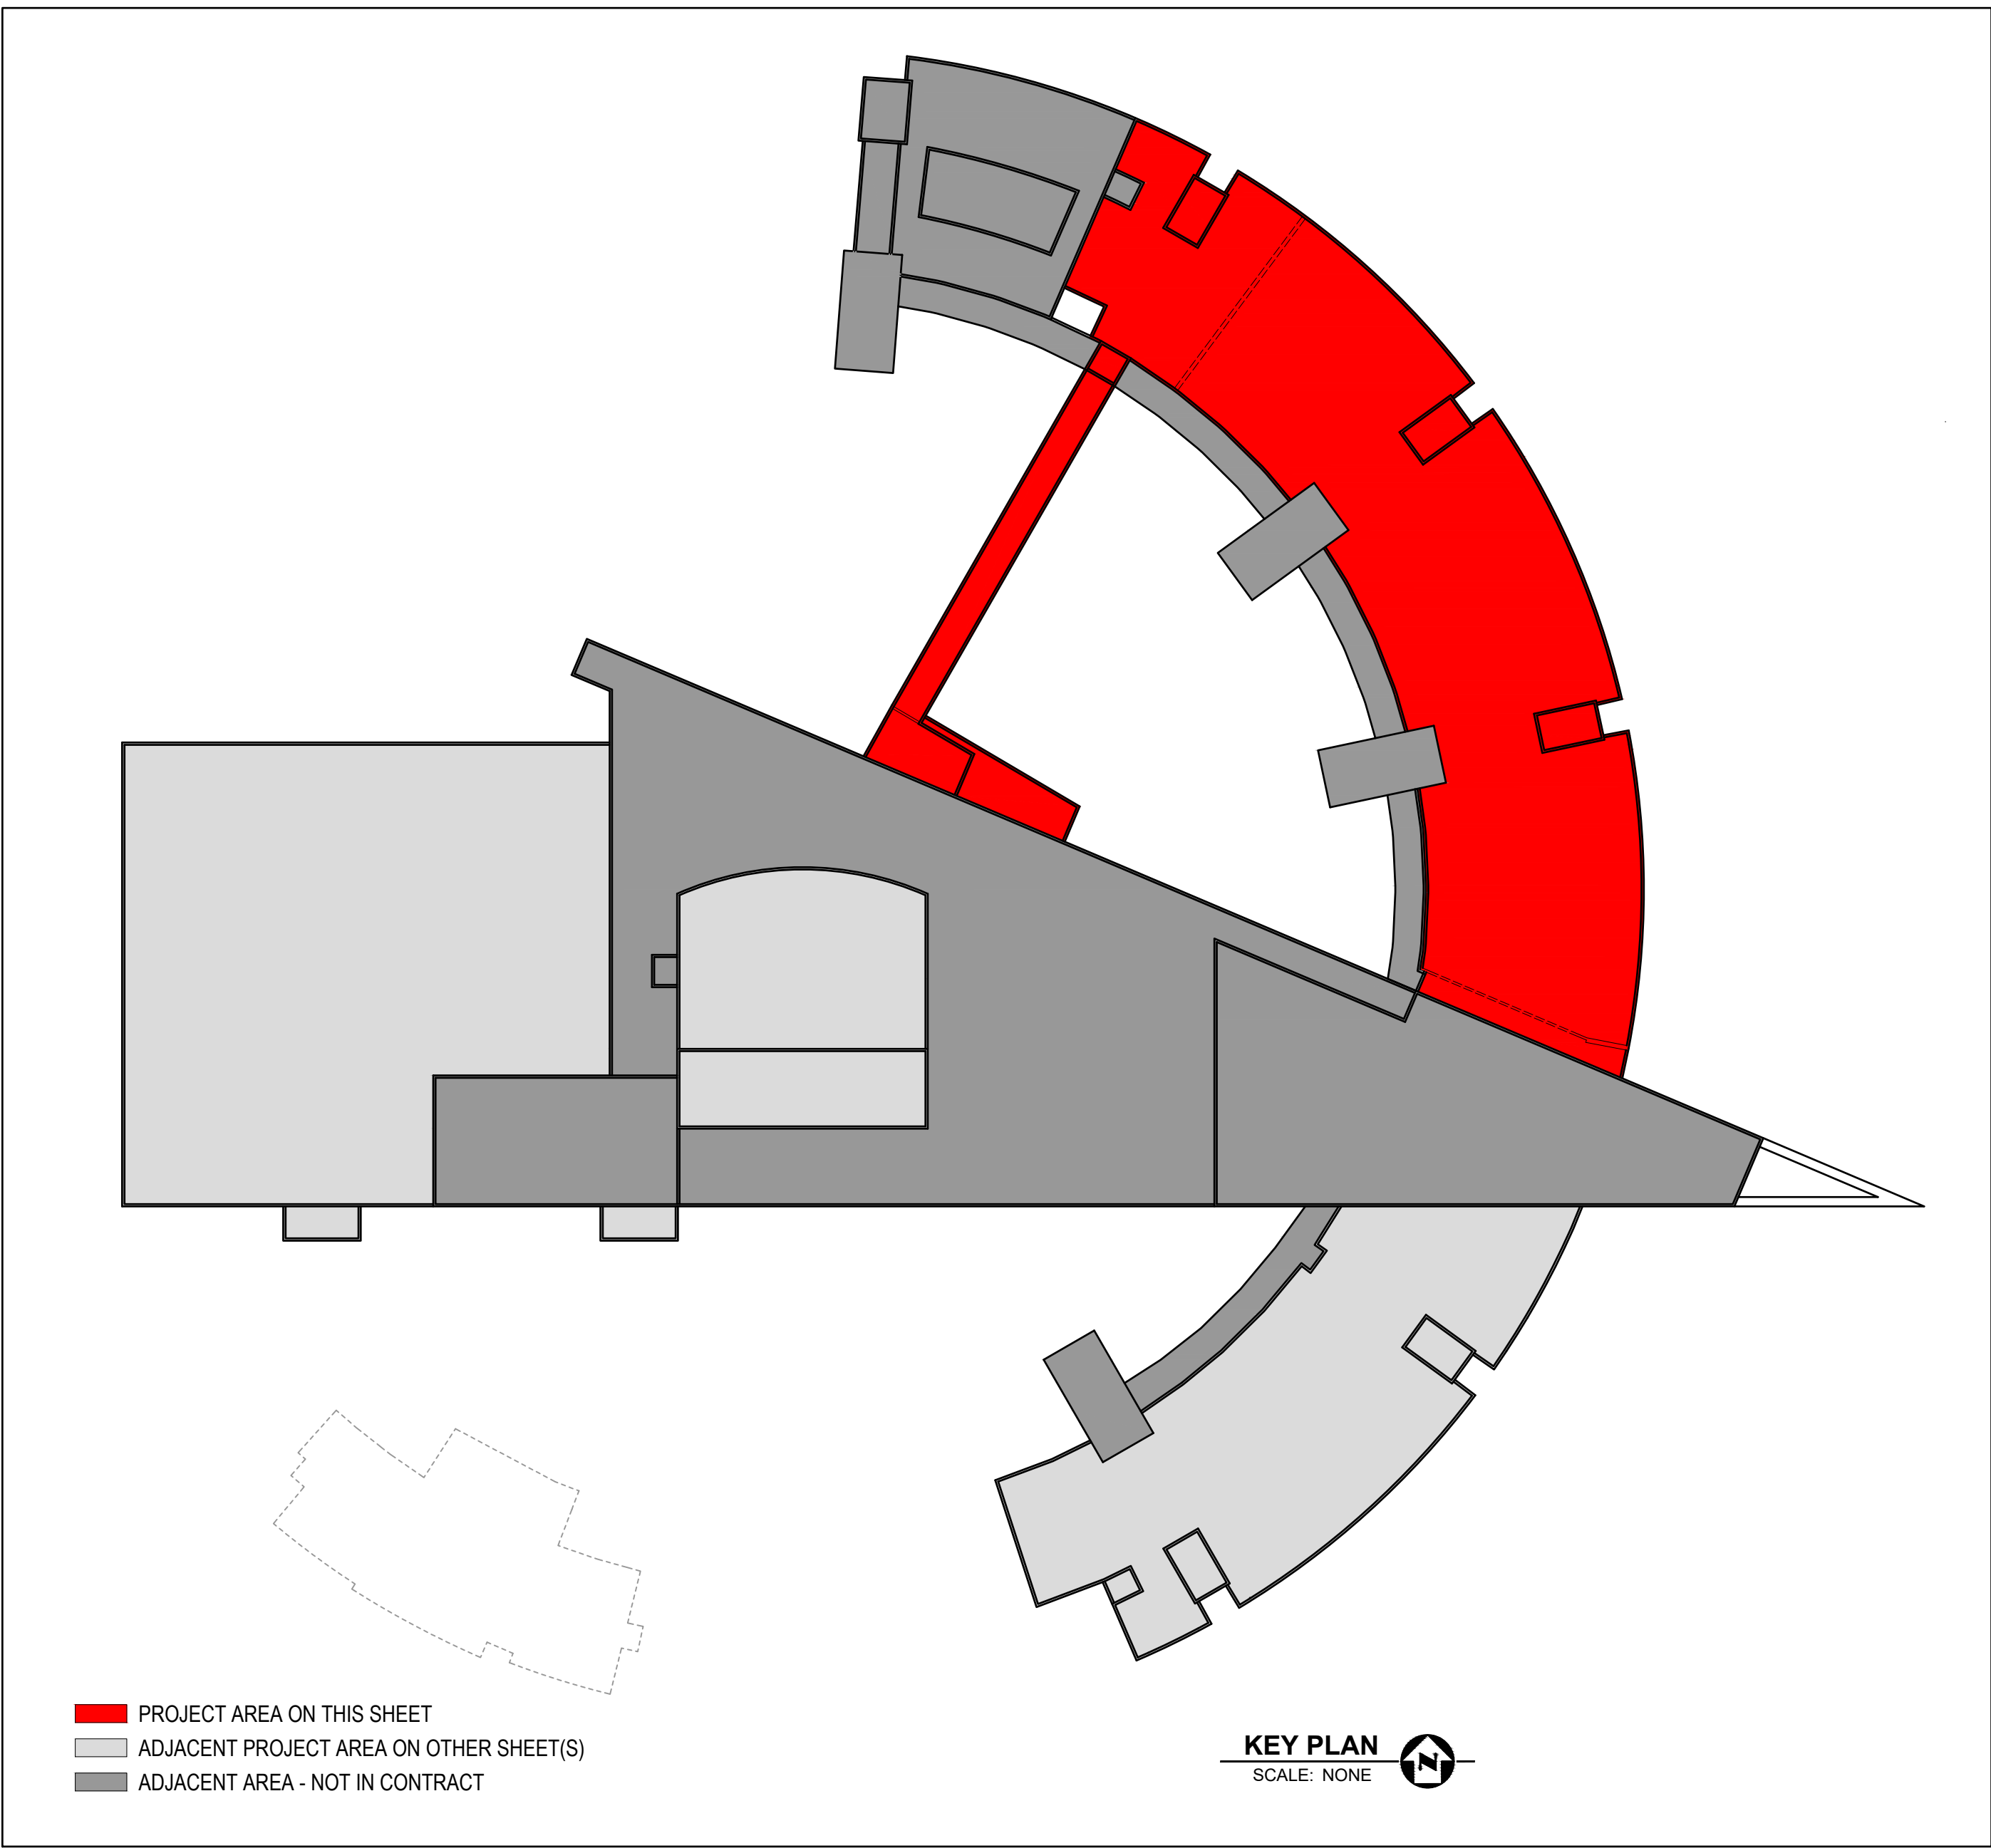 PROJECT AREA ON THIS SHEET
ADJACENT PROJECT AREA ON OTHER SHEET(S)
ADJACENT AREA - NOT IN CONTRACT
KEY PLAN
SCALE: NONE
N